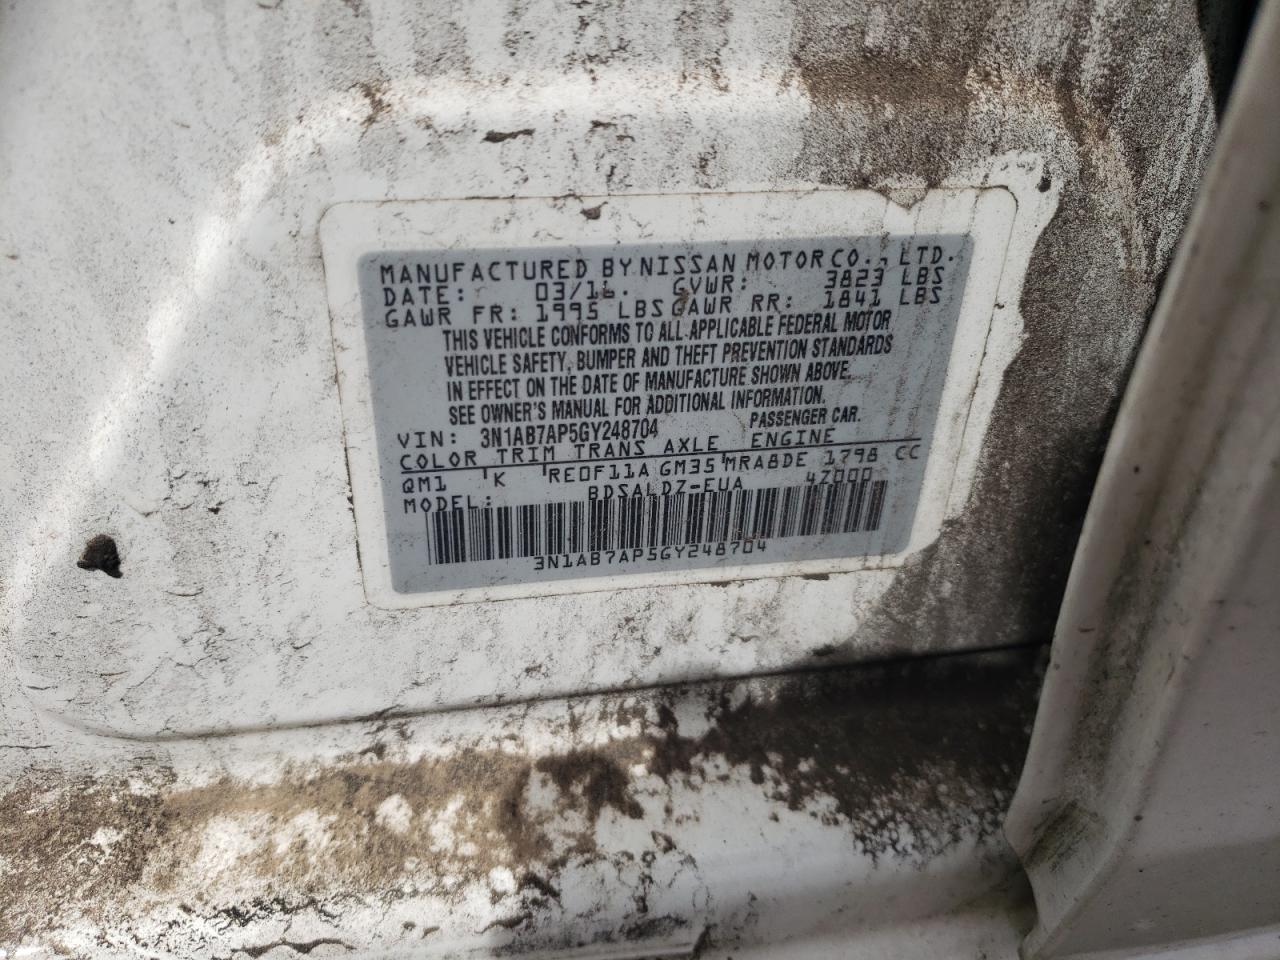 MANUFACTURED BY NISSAN MOTOR CO., LTD.
DATE: 03/16. GVWR: 3823 LBS
GAWR FR: 1995 LBS GAWR RR: 1841 LBS
THIS VEHICLE CONFORMS TO ALL APPLICABLE FEDERAL MOTOR
VEHICLE SAFETY, BUMPER AND THEFT PREVENTION STANDARDS
IN EFFECT ON THE DATE OF MANUFACTURE SHOWN ABOVE.
SEE OWNER'S MANUAL FOR ADDITIONAL INFORMATION.
VIN: 3N1AB7AP5GY248704 PASSENGER CAR.
COLOR TRIM TRANS AXLE ENGINE
QM1 K RE0F11A GM35 MRA8DE 1798 CC
MODEL: BDSALDZ-EUA 4Z000
3N1AB7AP5GY248704